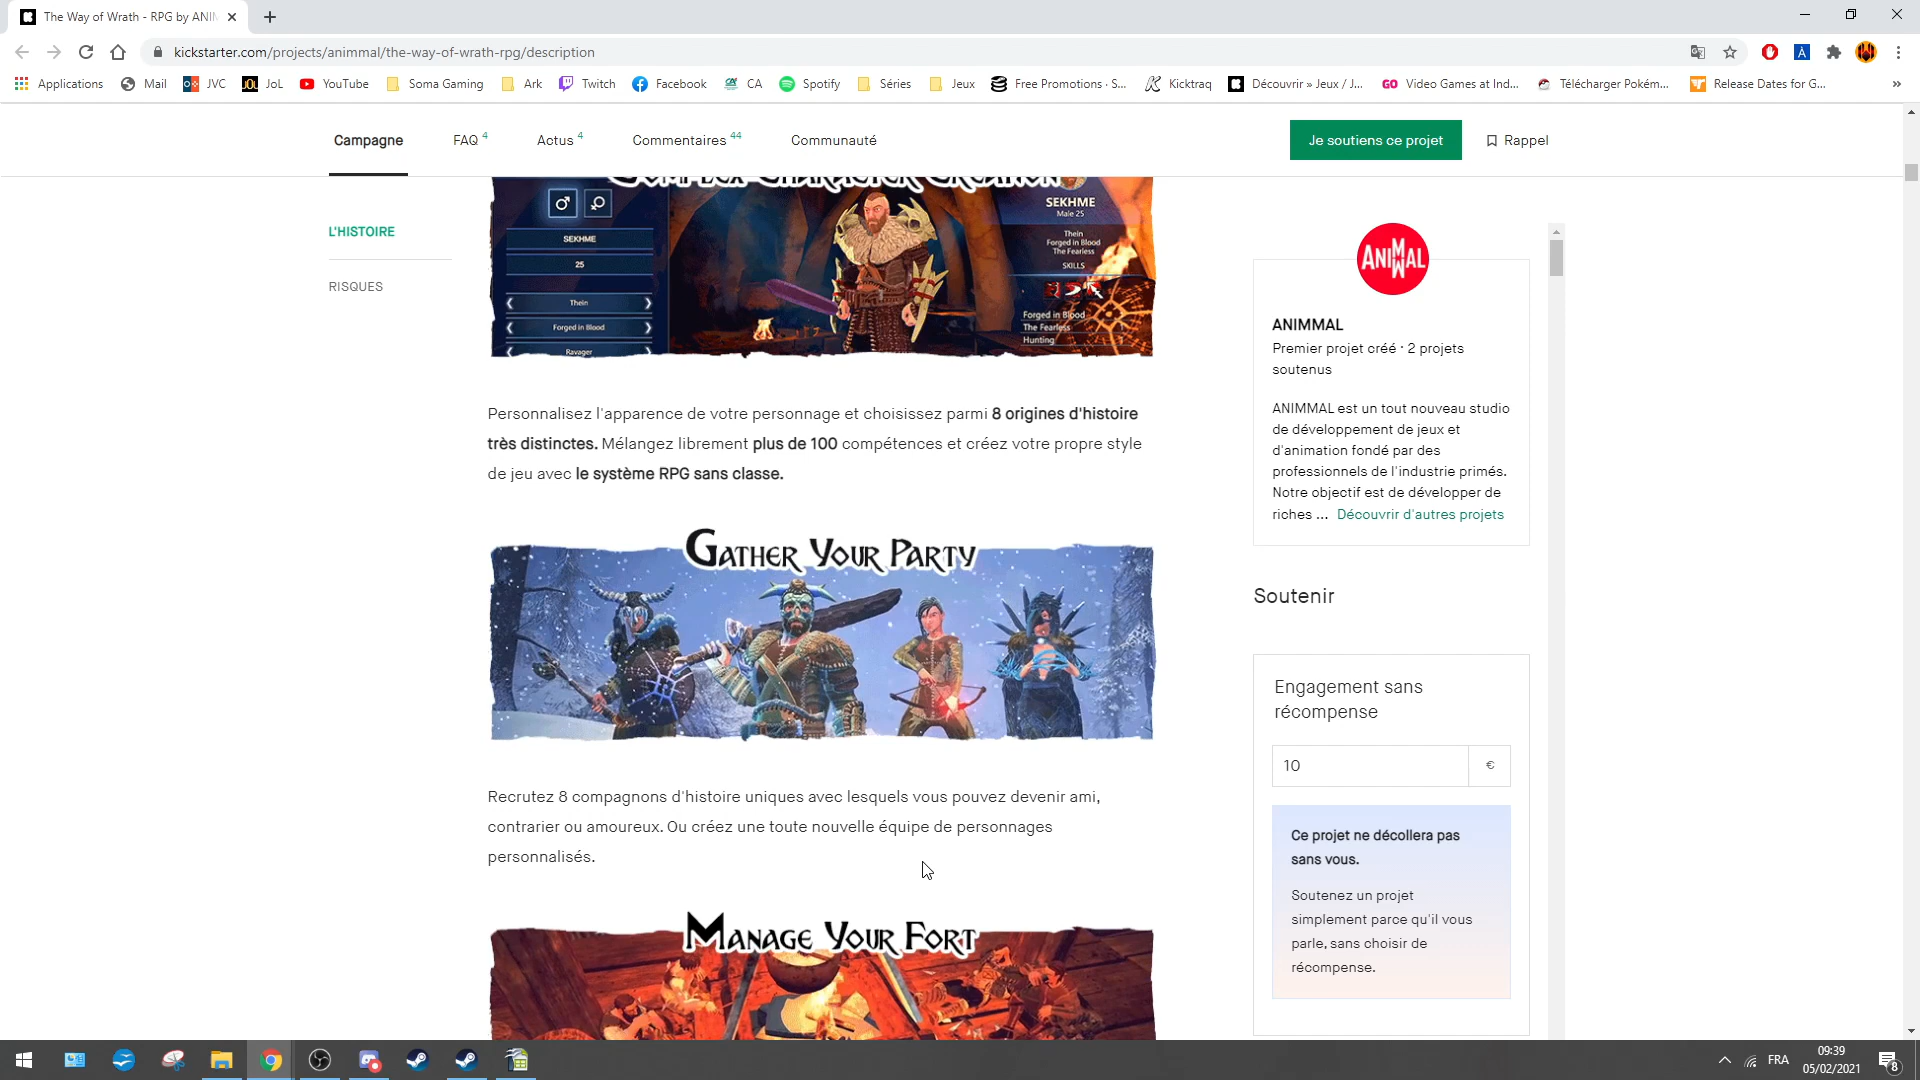 The Way of Wrath - RPG by ANIM
kickstarter.com/projects/animmal/the-way-of-wrath-rpg/description
Applications
Mail
JVC
JoL
YouTube
Soma Gaming
Ark
Twitch
Facebook
CA
Spotify
Séries
Jeux
Free Promotions · S...
Kicktraq
Découvrir » Jeux / J...
GO Video Games at Ind...
Télécharger Pokém...
Release Dates for G...
»
Campagne
FAQ 4
Actus 4
Commentaires 44
Communauté
Je soutiens ce projet
Rappel
L'HISTOIRE
RISQUES
COMPLEX CHARACTER CREATION
SEKHME
25
Thein
Forged in Blood
Ravager
SEKHME
Male 25
Thein
Forged in Blood
The Fearless
SKILLS
Forged in Blood
The Fearless
Hunting
Personnalisez l'apparence de votre personnage et choisissez parmi 8 origines d'histoire
très distinctes. Mélangez librement plus de 100 compétences et créez votre propre style
de jeu avec le système RPG sans classe.
GATHER YOUR PARTY
Recrutez 8 compagnons d'histoire uniques avec lesquels vous pouvez devenir ami,
contrarier ou amoureux. Ou créez une toute nouvelle équipe de personnages
personnalisés.
MANAGE YOUR FORT
ANIMMAL
ANIMMAL
Premier projet créé · 2 projets
soutenus
ANIMMAL est un tout nouveau studio
de développement de jeux et
d'animation fondé par des
professionnels de l'industrie primés.
Notre objectif est de développer de
riches ... Découvrir d'autres projets
Soutenir
Engagement sans
récompense
10 €
Ce projet ne décollera pas
sans vous.
Soutenez un projet
simplement parce qu'il vous
parle, sans choisir de
récompense.
FRA
09:39
05/02/2021
8